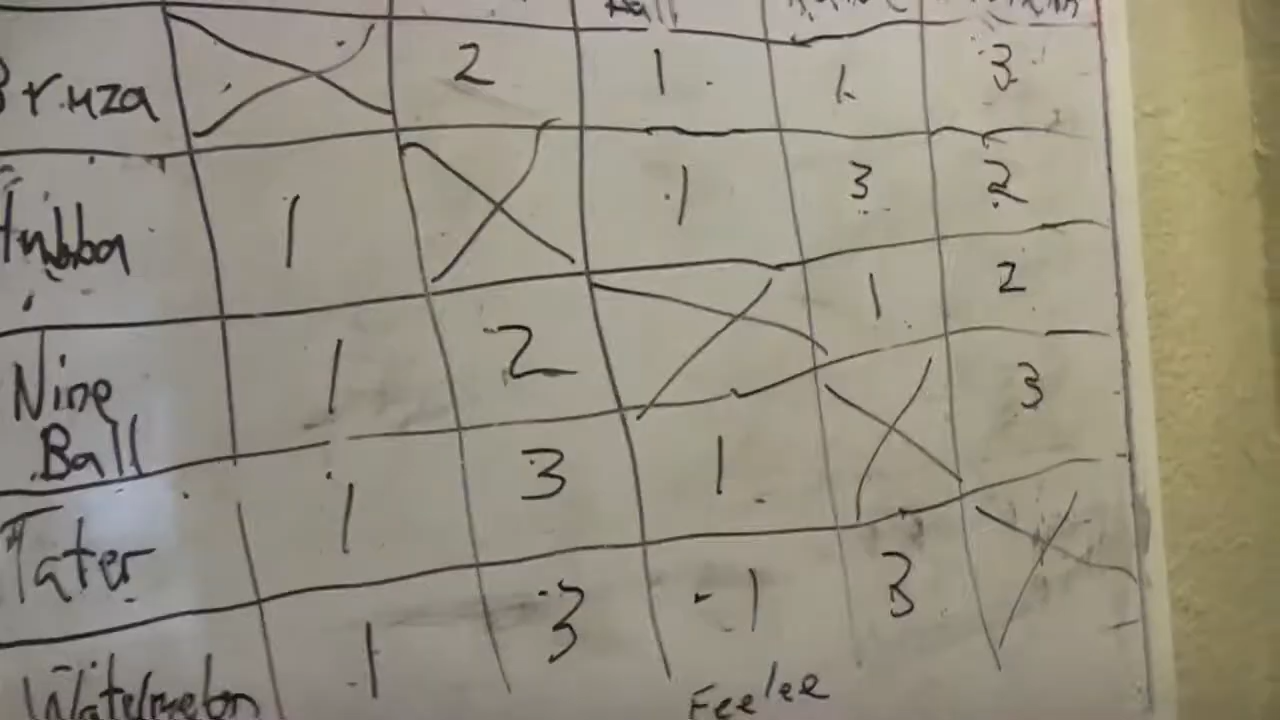 Bruza 2 1 1 3
Hubba 1 1 3 2
Nine
Ball 1 2 1 2
Tater 1 3 1 3
Watelmelon 1 3 1 3
Feelee